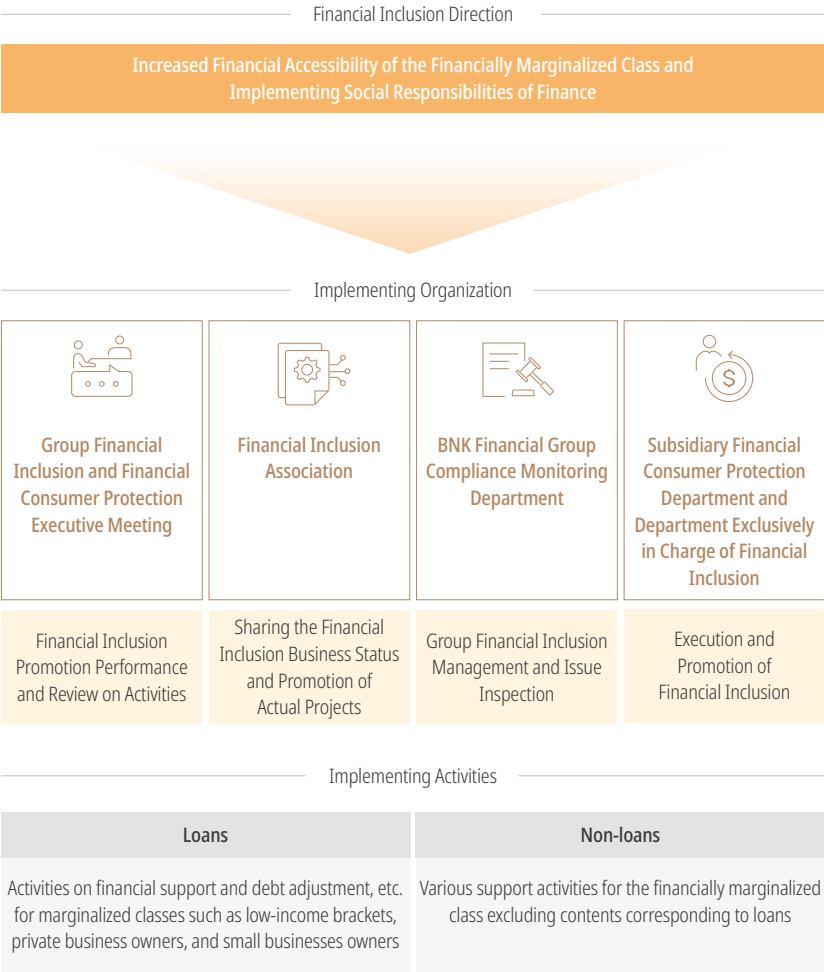 Financial Inclusion Direction
Increased Financial Accessibility of the Financially Marginalized Class and
Implementing Social Responsibilities of Finance
Implementing Organization
Group Financial
Inclusion and Financial
Consumer Protection
Executive Meeting
Financial Inclusion
Association
BNK Financial Group
Compliance Monitoring
Department
$
Subsidiary Financial
Consumer Protection
Department and
Department Exclusively
in Charge of Financial
Inclusion
Financial Inclusion
Promotion Performance
and Review on Activities
Sharing the Financial
Inclusion Business Status
and Promotion of
Actual Projects
Group Financial Inclusion
Management and Issue
Inspection
Execution and
Promotion of
Financial Inclusion
Implementing Activities
Loans
Activities on financial support and debt adjustment, etc.
for marginalized classes such as low-income brackets,
private business owners, and small businesses owners
Non-loans
Various support activities for the financially marginalized
class excluding contents corresponding to loans